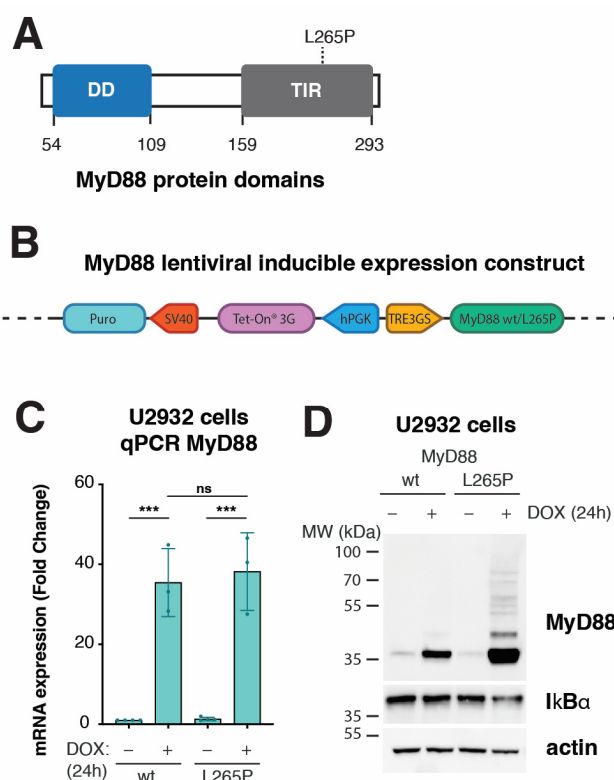 A
L265P
DD
TIR
54 109 159 293
MyD88 protein domains
B
MyD88 lentiviral inducible expression construct
Puro SV40 Tet-On® 3G hPGK TRE3GS MyD88 wt/L265P
C
U2932 cells
qPCR MyD88
mRNA expression (Fold Change)
60
40
20
0
ns
*** ***
DOX: – + – +
(24h) wt L265P
D
U2932 cells
MyD88
wt L265P
– + – + DOX (24h)
MW (kDa)
100
70
55
35
MyD88
IkBα
35
55
actin